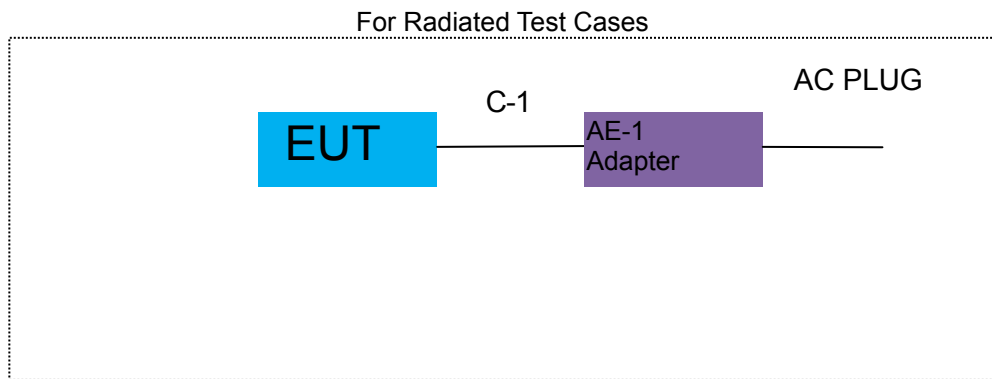 For Radiated Test Cases
AC PLUG
C-1
EUT
AE-1
Adapter